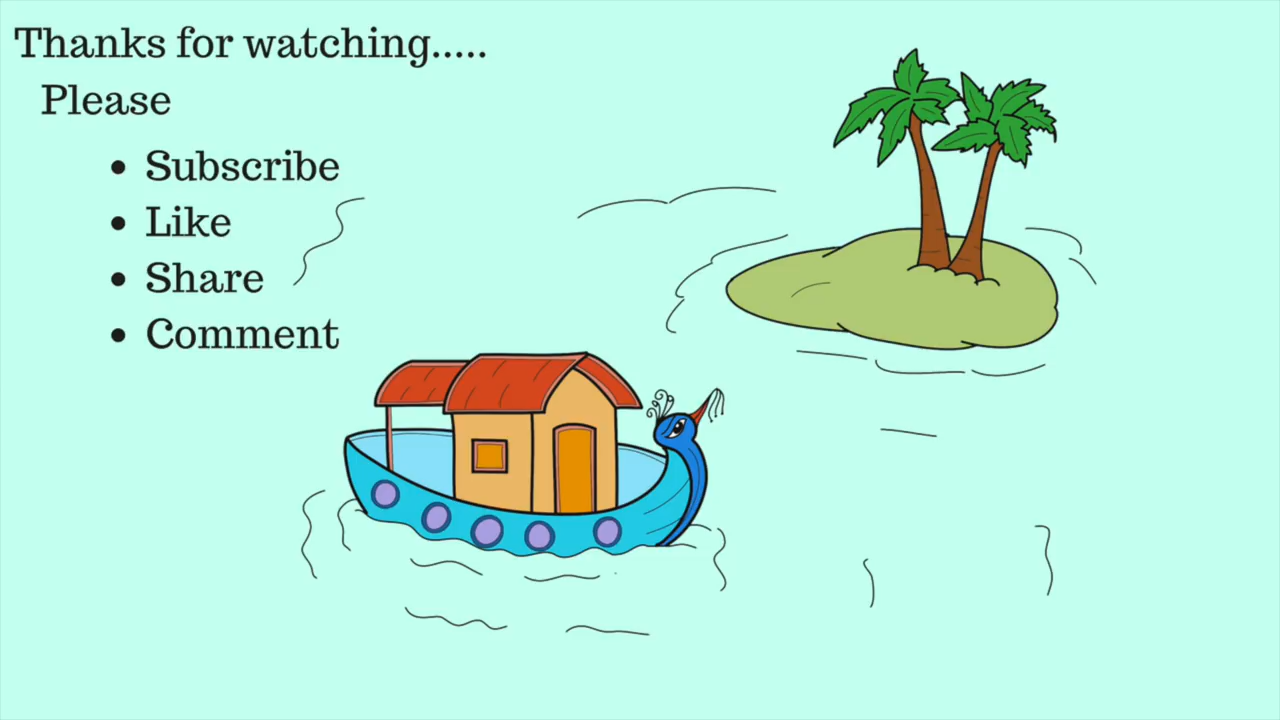 Thanks for watching.....
Please
• Subscribe
• Like
• Share
• Comment